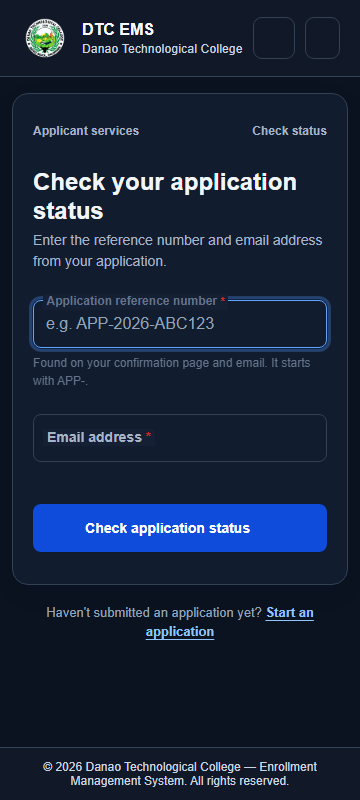 DTC EMS
Danao Technological College
Applicant services
Check status
Check your application
status
Enter the reference number and email address
from your application.
Application reference number *
e.g. APP-2026-ABC123
Found on your confirmation page and email. It starts
with APP-.
Email address *
Check application status
Haven't submitted an application yet? Start an
application
© 2026 Danao Technological College — Enrollment
Management System. All rights reserved.